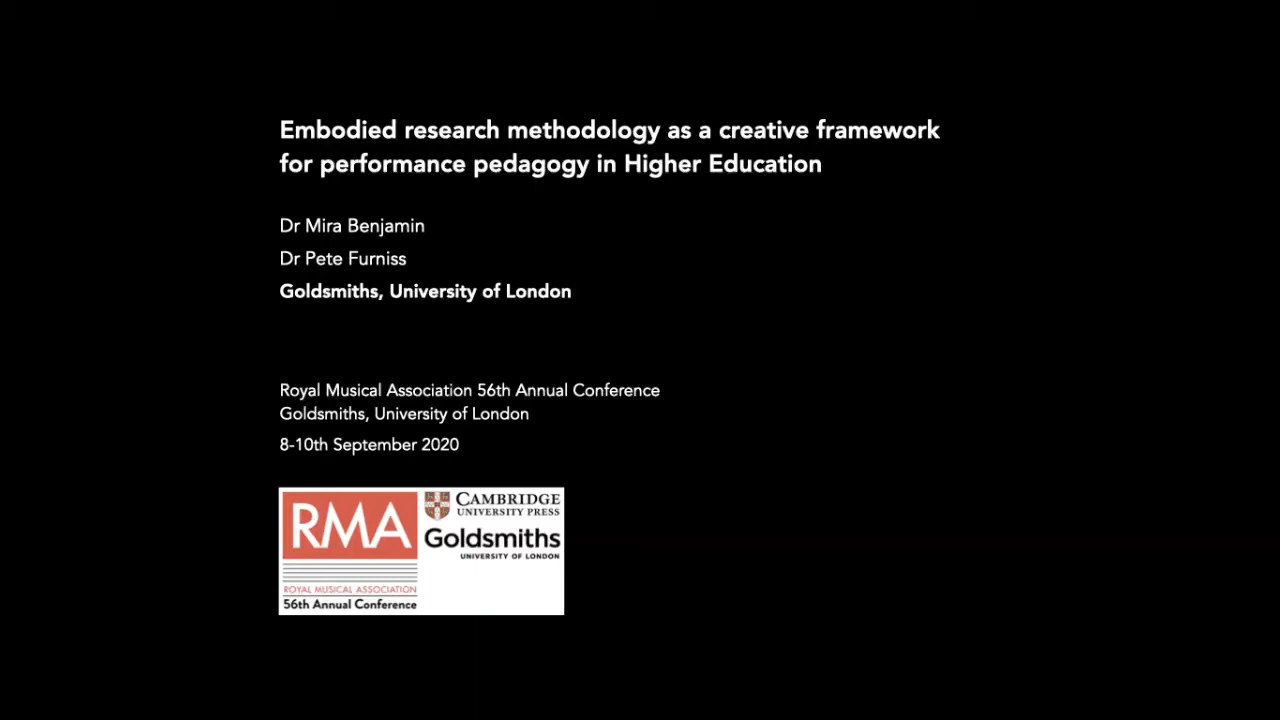 Embodied research methodology as a creative framework
for performance pedagogy in Higher Education
Dr Mira Benjamin
Dr Pete Furniss
Goldsmiths, University of London
Royal Musical Association 56th Annual Conference
Goldsmiths, University of London
8-10th September 2020
RMA
ROYAL MUSICAL ASSOCIATION
56th Annual Conference
CAMBRIDGE
UNIVERSITY PRESS
Goldsmiths
UNIVERSITY OF LONDON